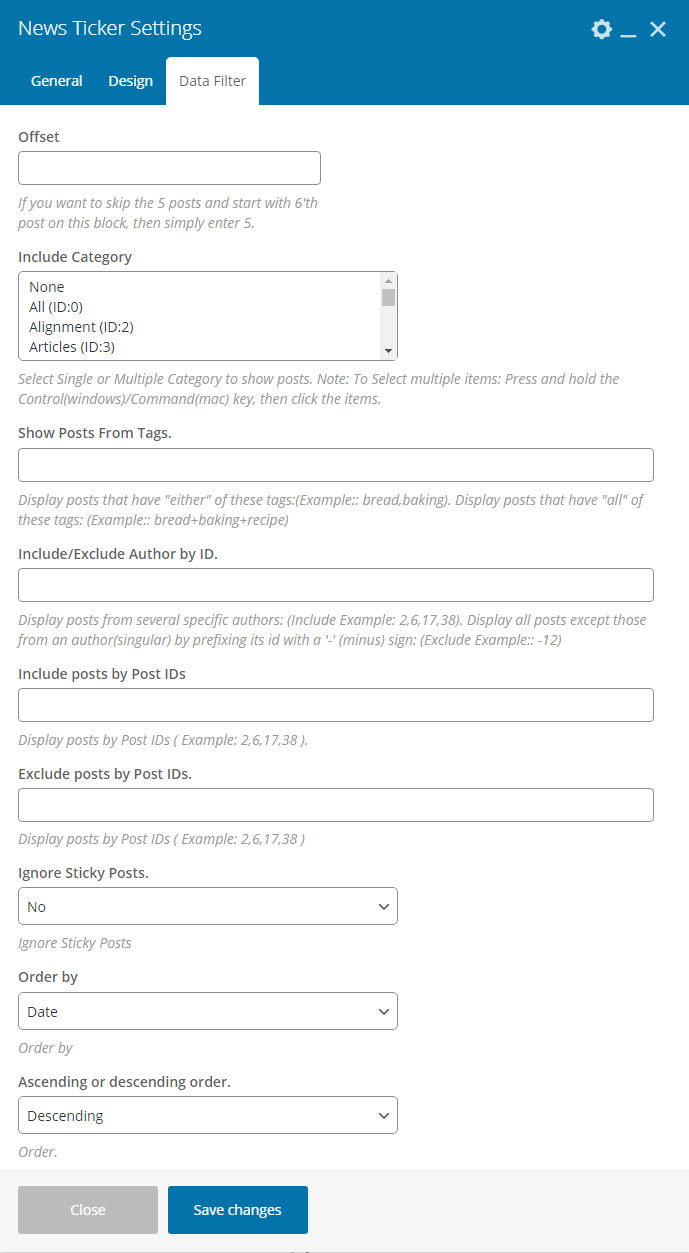 News Ticker Settings
General Design Data Filter
Offset
If you want to skip the 5 posts and start with 6'th
post on this block, then simply enter 5.
Include Category
None
All (ID:0)
Alignment (ID:2)
Articles (ID:3)
Select Single or Multiple Category to show posts. Note: To Select multiple items: Press and hold the
Control(windows)/Command(mac) key, then click the items.
Show Posts From Tags.
Display posts that have "either" of these tags:(Example:: bread,baking). Display posts that have "all" of
these tags: (Example:: bread+baking+recipe)
Include/Exclude Author by ID.
Display posts from several specific authors: (Include Example: 2,6,17,38). Display all posts except those
from an author(singular) by prefixing its id with a '-' (minus) sign: (Exclude Example:: -12)
Include posts by Post IDs
Display posts by Post IDs ( Example: 2,6,17,38 ).
Exclude posts by Post IDs.
Display posts by Post IDs ( Example: 2,6,17,38 )
Ignore Sticky Posts.
No
Ignore Sticky Posts
Order by
Date
Order by
Ascending or descending order.
Descending
Order.
Close Save changes